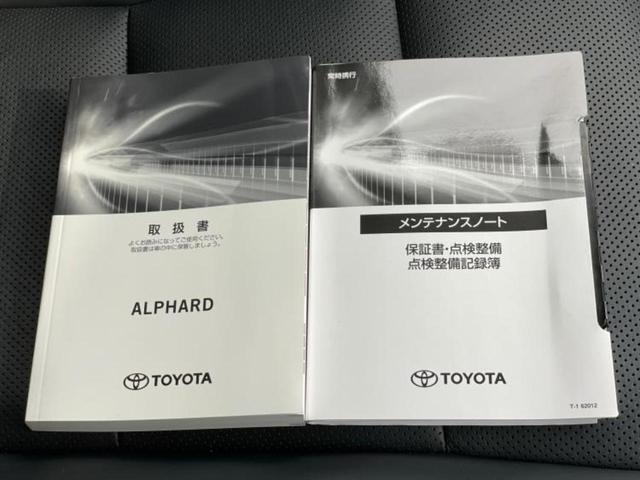 取扱書
よくお読みになってご使用ください。
取扱書は車の中に保管しましょう。
ALPHARD
TOYOTA
常時携行
メンテナンスノート
保証書・点検整備
点検整備記録簿
TOYOTA
T-1 62012